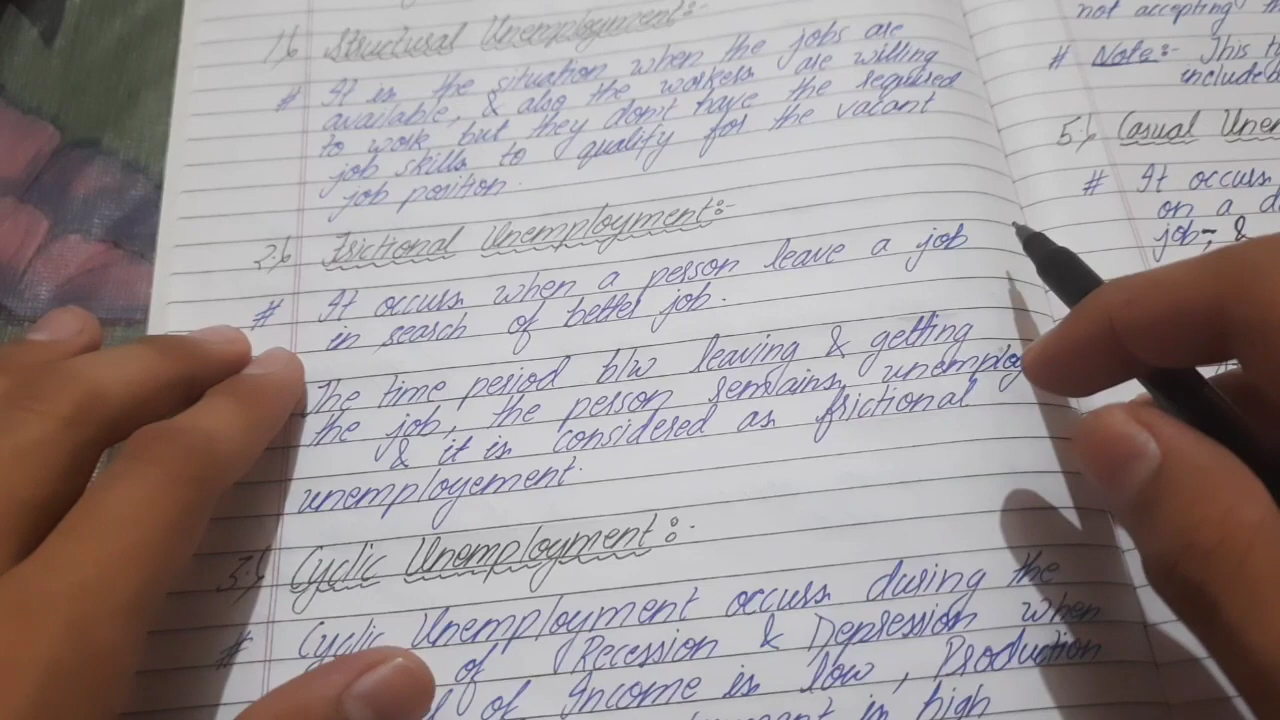 1.} Structural Unemployment:-
# It is the situation when the jobs are
available, & also the workers are willing
to work but they don't have the required
job skills to qualify for the vacant
job position.
2.} Frictional Unemployment:-
# It occurs when a person leave a job
in search of better job.
The time period b/w leaving & getting
the job, the person remains unemploy
& it is considered as frictional
unemployement.
3.} Cyclic Unemployment:-
# Cyclic Unemployment occurs during the
of Recession & Depression when
of Income is low, Production
is high
not accepting
# Note:- This
include
5.} Casual Unem
# It occurs
on a d
job, &